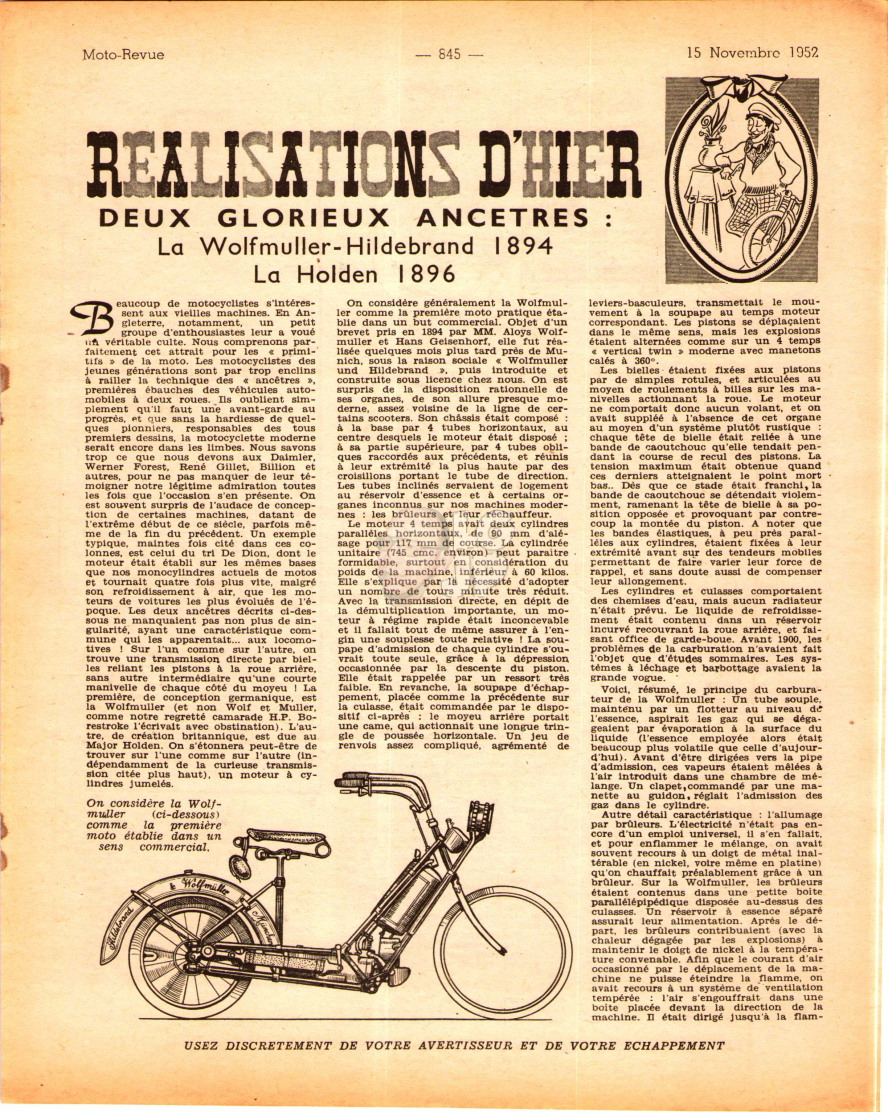 Moto-Revue
— 845 —
15 Novembre 1952
REALISATIONS D'HIER
DEUX GLORIEUX ANCETRES :
La Wolfmuller-Hildebrand 1894
La Holden 1896
Beaucoup de motocyclistes s'intéres-
sent aux vieilles machines. En An-
gleterre, notamment, un petit
groupe d'enthousiastes leur a voué
un véritable culte. Nous comprenons par-
faitement cet attrait pour les « primi-
tifs » de la moto. Les motocyclistes des
jeunes générations sont par trop enclins
à railler la technique des « ancêtres »,
premières ébauches des véhicules auto-
mobiles à deux roues. Ils oublient sim-
plement qu'il faut une avant-garde au
progrès, et que sans la hardiesse de quel-
ques pionniers, responsables des tous
premiers dessins, la motocyclette moderne
serait encore dans les limbes. Nous savons
trop ce que nous devons aux Daimler,
Werner Forest, René Gillet, Billion et
autres, pour ne pas manquer de leur té-
moigner notre légitime admiration toutes
les fois que l'occasion s'en présente. On
est souvent surpris de l'audace de concep-
tion de certaines machines, datant de
l'extrême début de ce siècle, parfois mê-
me de la fin du précédent. Un exemple
typique, maintes fois cité dans ces co-
lonnes, est celui du tri De Dion, dont le
moteur était établi sur les mêmes bases
que nos monocylindres actuels de motos
et tournait quatre fois plus vite, malgré
son refroidissement à air, que les mo-
teurs de voitures les plus évolués de l'é-
poque. Les deux ancêtres décrits ci-des-
sous ne manquaient pas non plus de sin-
gularité, ayant une caractéristique com-
mune qui les apparentait... aux locomo-
tives ! Sur l'un comme sur l'autre, on
trouve une transmission directe par biel-
les reliant les pistons à la roue arrière,
sans autre intermédiaire qu'une courte
manivelle de chaque côté du moyeu ! La
première, de conception germanique, est
la Wolfmuller (et non Wolf et Muller,
comme notre regretté camarade H.P. Bo-
restroke l'écrivait avec obstination). L'au-
tre, de création britannique, est due au
Major Holden. On s'étonnera peut-être de
trouver sur l'une comme sur l'autre (in-
dépendamment de la curieuse transmis-
sion citée plus haut), un moteur à cy-
lindres jumelés.
On considère la Wolf-
muller (ci-dessous)
comme la première
moto établie dans un
sens commercial.
On considère généralement la Wolfmul-
ler comme la première moto pratique éta-
blie dans un but commercial. Objet d'un
brevet pris en 1894 par MM. Aloys Wolf-
muller et Hans Geisenhorf, elle fut réa-
lisée quelques mois plus tard près de Mu-
nich, sous la raison sociale « Wolfmuller
und Hildebrand », puis introduite et
construite sous licence chez nous. On est
surpris de la disposition rationnelle de
ses organes, de son allure presque mo-
derne, assez voisine de la ligne de cer-
tains scooters. Son châssis était composé :
à la base par 4 tubes horizontaux, au
centre desquels le moteur était disposé ;
à sa partie supérieure, par 4 tubes obli-
ques raccordés aux précédents, et réunis
à leur extrémité la plus haute par des
croisillons portant le tube de direction.
Les tubes inclinés servaient de logement
au réservoir d'essence et à certains or-
ganes inconnus sur nos machines moder-
nes : les brûleurs et leur réchauffeur.
Le moteur 4 temps avait deux cylindres
parallèles horizontaux, de 90 mm d'alé-
sage pour 117 mm de course. La cylindrée
unitaire (745 cmc. environ) peut paraitre
formidable, surtout en considération du
poids de la machine, inférieur à 60 kilos.
Elle s'explique par la nécessité d'adopter
un nombre de tours minute très réduit.
Avec la transmission directe, en dépit de
la démultiplication importante, un mo-
teur à régime rapide était inconcevable
et il fallait tout de même assurer à l'en-
gin une souplesse toute relative ! La sou-
pape d'admission de chaque cylindre s'ou-
vrait toute seule, grâce à la dépression
occasionnée par la descente du piston.
Elle était rappelée par un ressort très
faible. En revanche, la soupape d'échap-
pement, placée comme la précédente sur
la culasse, était commandée par le dispo-
sitif ci-après : le moyeu arrière portait
une came, qui actionnait une longue trin-
gle de poussée horizontale. Un jeu de
renvois assez compliqué, agrémenté de
leviers-basculeurs, transmettait le mou-
vement à la soupape au temps moteur
correspondant. Les pistons se déplaçaient
dans le même sens, mais les explosions
étaient alternées comme sur un 4 temps
« vertical twin » moderne avec manetons
calés à 360°.
Les bielles étaient fixées aux pistons
par de simples rotules, et articulées au
moyen de roulements à billes sur les ma-
nivelles actionnant la roue. Le moteur
ne comportait donc aucun volant, et on
avait suppléé à l'absence de cet organe
au moyen d'un système plutôt rustique :
chaque tête de bielle était reliée à une
bande de caoutchouc qu'elle tendait pen-
dant la course de recul des pistons. La
tension maximum était obtenue quand
ces derniers atteignaient le point mort
bas.. Dès que ce stade était franchi, la
bande de caoutchouc se détendait violem-
ment, ramenant la tête de bielle à sa po-
sition opposée et provoquant par contre-
coup la montée du piston. A noter que
les bandes élastiques, à peu près paral-
lèles aux cylindres, étaient fixées à leur
extrémité avant sur des tendeurs mobiles
permettant de faire varier leur force de
rappel, et sans doute aussi de compenser
leur allongement.
Les cylindres et culasses comportaient
des chemises d'eau, mais aucun radiateur
n'était prévu. Le liquide de refroidisse-
ment était contenu dans un réservoir
incurvé recouvrant la roue arrière, et fai-
sant office de garde-boue. Avant 1900, les
problèmes de la carburation n'avaient fait
l'objet que d'études sommaires. Les sys-
tèmes à léchage et barbottage avaient la
grande vogue.
Voici, résumé, le principe du carbura-
teur de la Wolfmuller : Un tube souple,
maintenu par un flotteur au niveau de
l'essence, aspirait les gaz qui se déga-
geaient par évaporation à la surface du
liquide (l'essence employée alors était
beaucoup plus volatile que celle d'aujour-
d'hui). Avant d'être dirigées vers la pipe
d'admission, ces vapeurs étaient mêlées à
l'air introduit dans une chambre de mé-
lange. Un clapet, commandé par une ma-
nette au guidon, réglait l'admission des
gaz dans le cylindre.
Autre détail caractéristique : l'allumage
par brûleurs. L'électricité n'était pas en-
core d'un emploi universel, il s'en fallait,
et pour enflammer le mélange, on avait
souvent recours à un doigt de métal inal-
térable (en nickel, voire même en platine)
qu'on chauffait préalablement grâce à un
brûleur. Sur la Wolfmuller, les brûleurs
étaient contenus dans une petite boîte
parallélépipédique disposée au-dessus des
culasses. Un réservoir à essence séparé
assurait leur alimentation. Après le dé-
part, les brûleurs contribuaient (avec la
chaleur dégagée par les explosions) à
maintenir le doigt de nickel à la tempéra-
ture convenable. Afin que le courant d'air
occasionné par le déplacement de la ma-
chine ne puisse éteindre la flamme, on
avait recours à un système de ventilation
tempérée : l'air s'engouffrait dans une
boîte placée devant la direction de la
machine. Il était dirigé jusqu'à la flam-
Hildebrand & Wolfmüller
USEZ DISCRETEMENT DE VOTRE AVERTISSEUR ET DE VOTRE ECHAPPEMENT